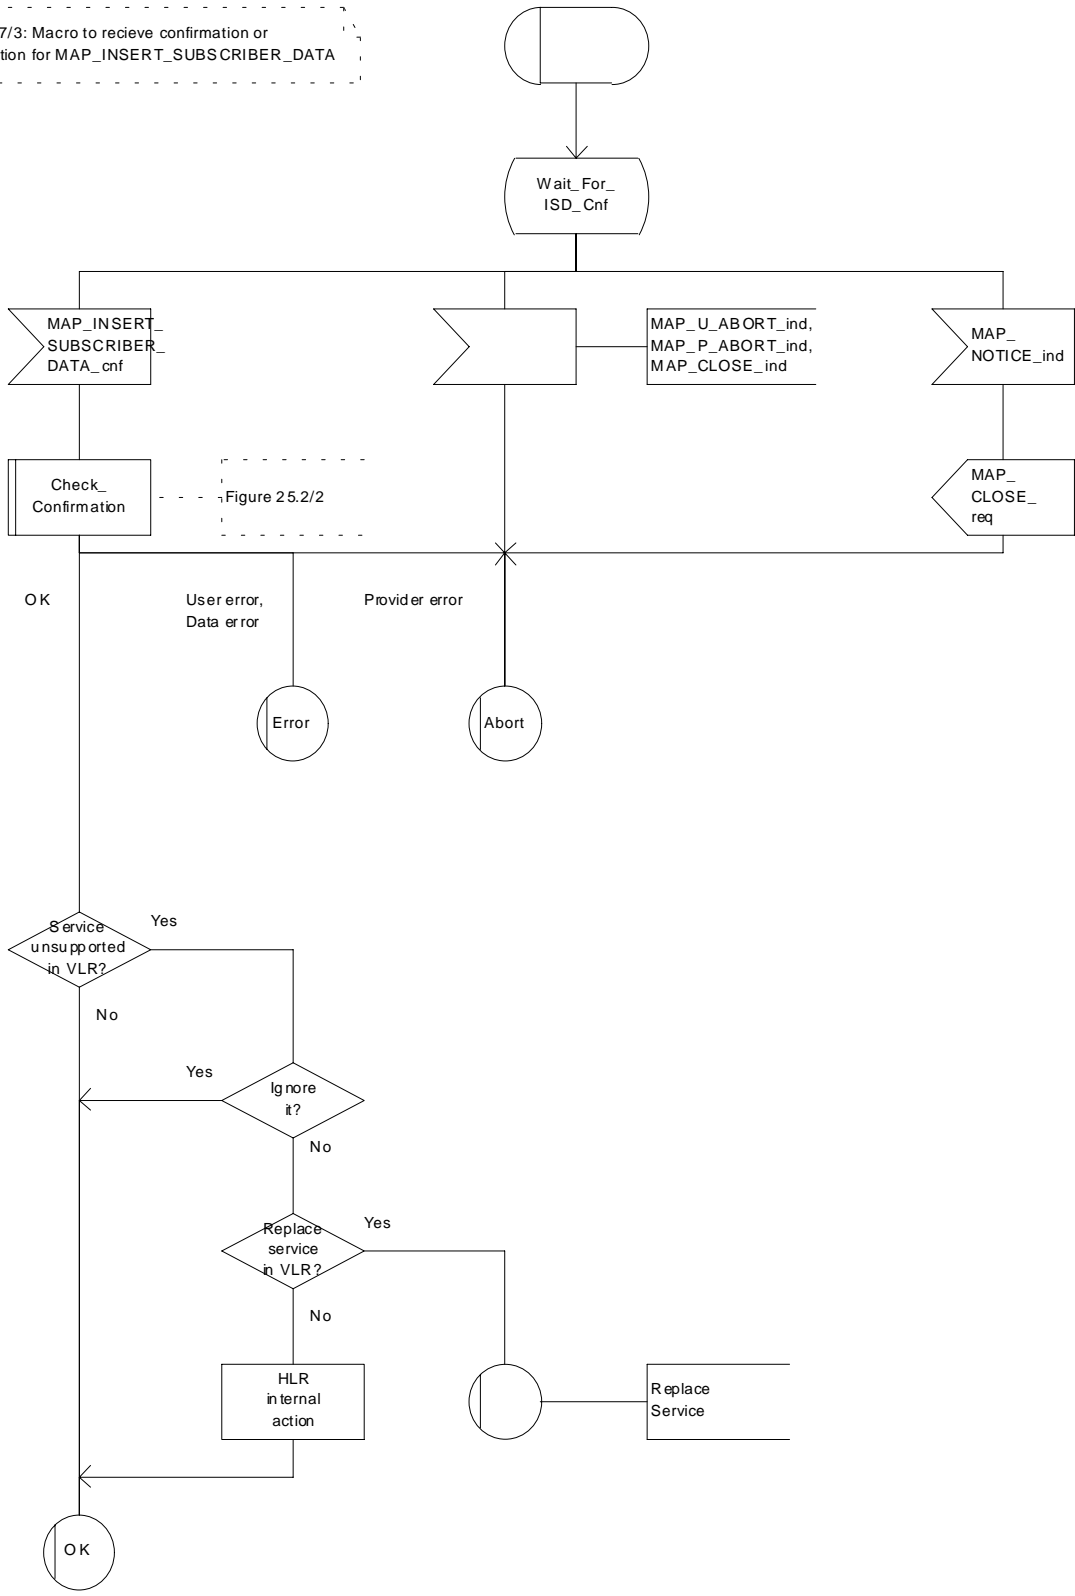 7/3: Macro to recieve confirmation or
tion for MAP_INSERT_SUBSCRIBER_DATA
Wait_For_
ISD_Cnf
MAP_INSERT_
SUBSCRIBER_
DATA_cnf
MAP_U_ABORT_ind,
MAP_P_ABORT_ind,
MAP_CLOSE_ind
MAP_
NOTICE_ind
Check_
Confirmation
Figure 25.2/2
MAP_
CLOSE_
req
OK
User error,
Data error
Provider error
Error
Abort
Service
unsupported
in VLR?
Yes
No
Yes
Ignore
it?
No
Replace
service
in VLR?
Yes
No
HLR
internal
action
Replace
Service
OK